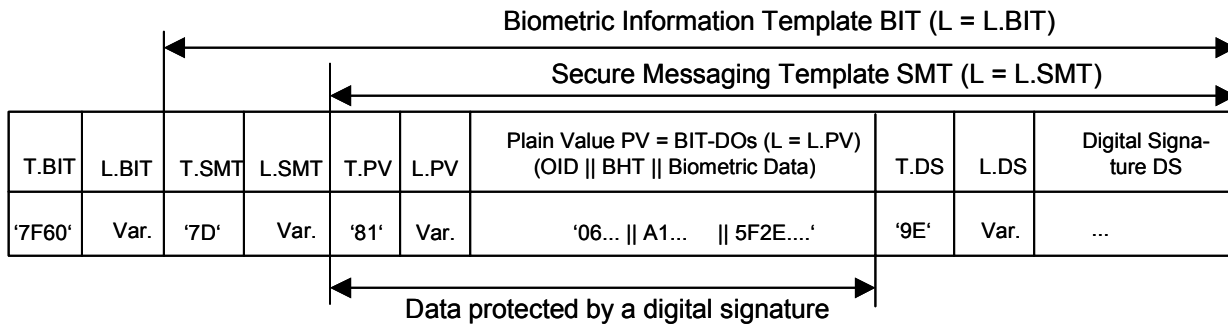 Biometric Information Template BIT (L = L.BIT)
Secure Messaging Template SMT (L = L.SMT)
T.BIT L.BIT T.SMT L.SMT T.PV L.PV Plain Value PV = BIT-DOs (L = L.PV) T.DS L.DS Digital Signa-
(OID || BHT || Biometric Data) ture DS
‘7F60‘ Var. ‘7D‘ Var. ‘81‘ Var. ‘06... || A1... || 5F2E....‘ ‘9E‘ Var. ...
Data protected by a digital signature